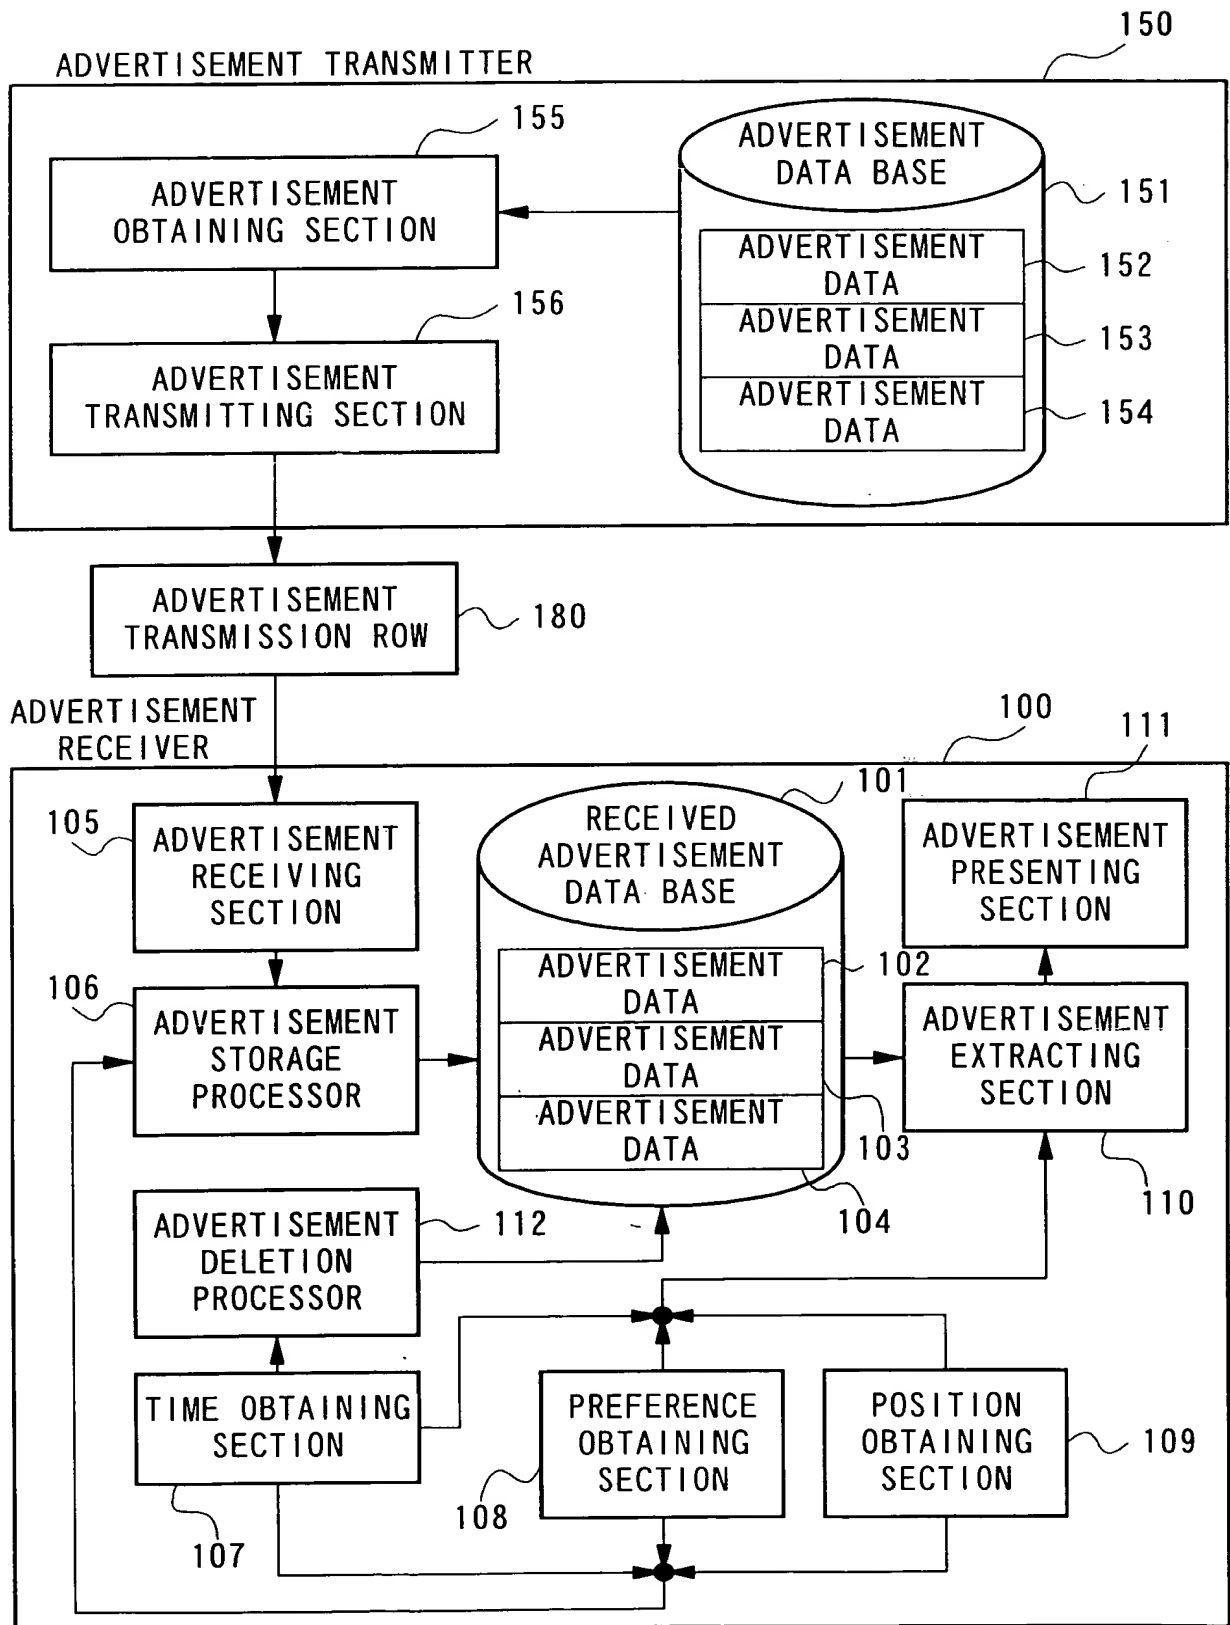 150
ADVERTISEMENT TRANSMITTER
155
ADVERTISEMENT
OBTAINING SECTION
ADVERTISEMENT
DATA BASE
151
ADVERTISEMENT
DATA
152
156
ADVERTISEMENT
DATA
153
ADVERTISEMENT
TRANSMITTING SECTION
ADVERTISEMENT
DATA
154
ADVERTISEMENT
TRANSMISSION ROW
180
ADVERTISEMENT
RECEIVER
100
111
101
105
ADVERTISEMENT
RECEIVING
SECTION
RECEIVED
ADVERTISEMENT
DATA BASE
ADVERTISEMENT
PRESENTING
SECTION
106
ADVERTISEMENT
STORAGE
PROCESSOR
ADVERTISEMENT
DATA
102
ADVERTISEMENT
DATA
103
ADVERTISEMENT
DATA
104
ADVERTISEMENT
EXTRACTING
SECTION
110
ADVERTISEMENT
DELETION
PROCESSOR
112
TIME OBTAINING
SECTION
107
PREFERENCE
OBTAINING
SECTION
108
POSITION
OBTAINING
SECTION
109